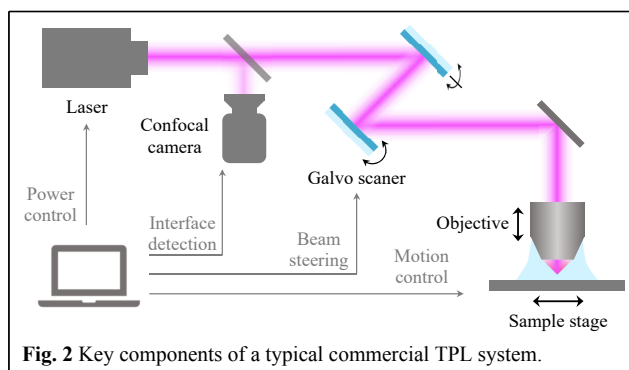 Laser
Confocal
camera
Galvo scaner
Power
control
Interface
detection
Beam
steering
Motion
control
Objective
Sample stage
Fig. 2 Key components of a typical commercial TPL system.